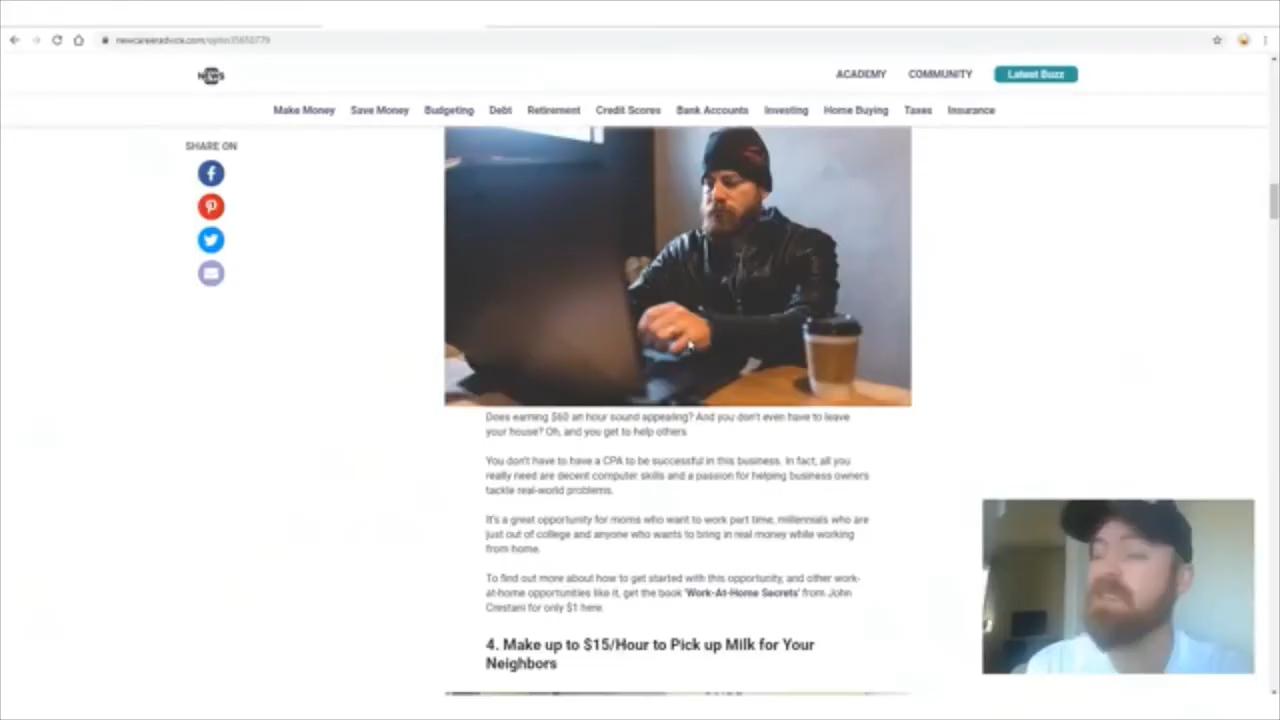 NEWS
ACADEMY COMMUNITY Latest Buzz
Make Money Save Money Budgeting Debt Retirement Credit Scores Bank Accounts Investing Home Buying Taxes Insurance
SHARE ON
Does earning $60 an hour sound appealing? And you don't even have to leave
your house? Oh, and you get to help others.
You don't have to have a CPA to be successful in this business. In fact, all you
really need are decent computer skills and a passion for helping business owners
tackle real-world problems.
It's a great opportunity for moms who want to work part time, millennials who are
just out of college and anyone who wants to bring in real money while working
from home.
To find out more about how to get started with this opportunity, and other work-
at-home opportunities like it, get the book 'Work-At-Home Secrets' from John
Crestani for only $1 here.
4. Make up to $15/Hour to Pick up Milk for Your
Neighbors